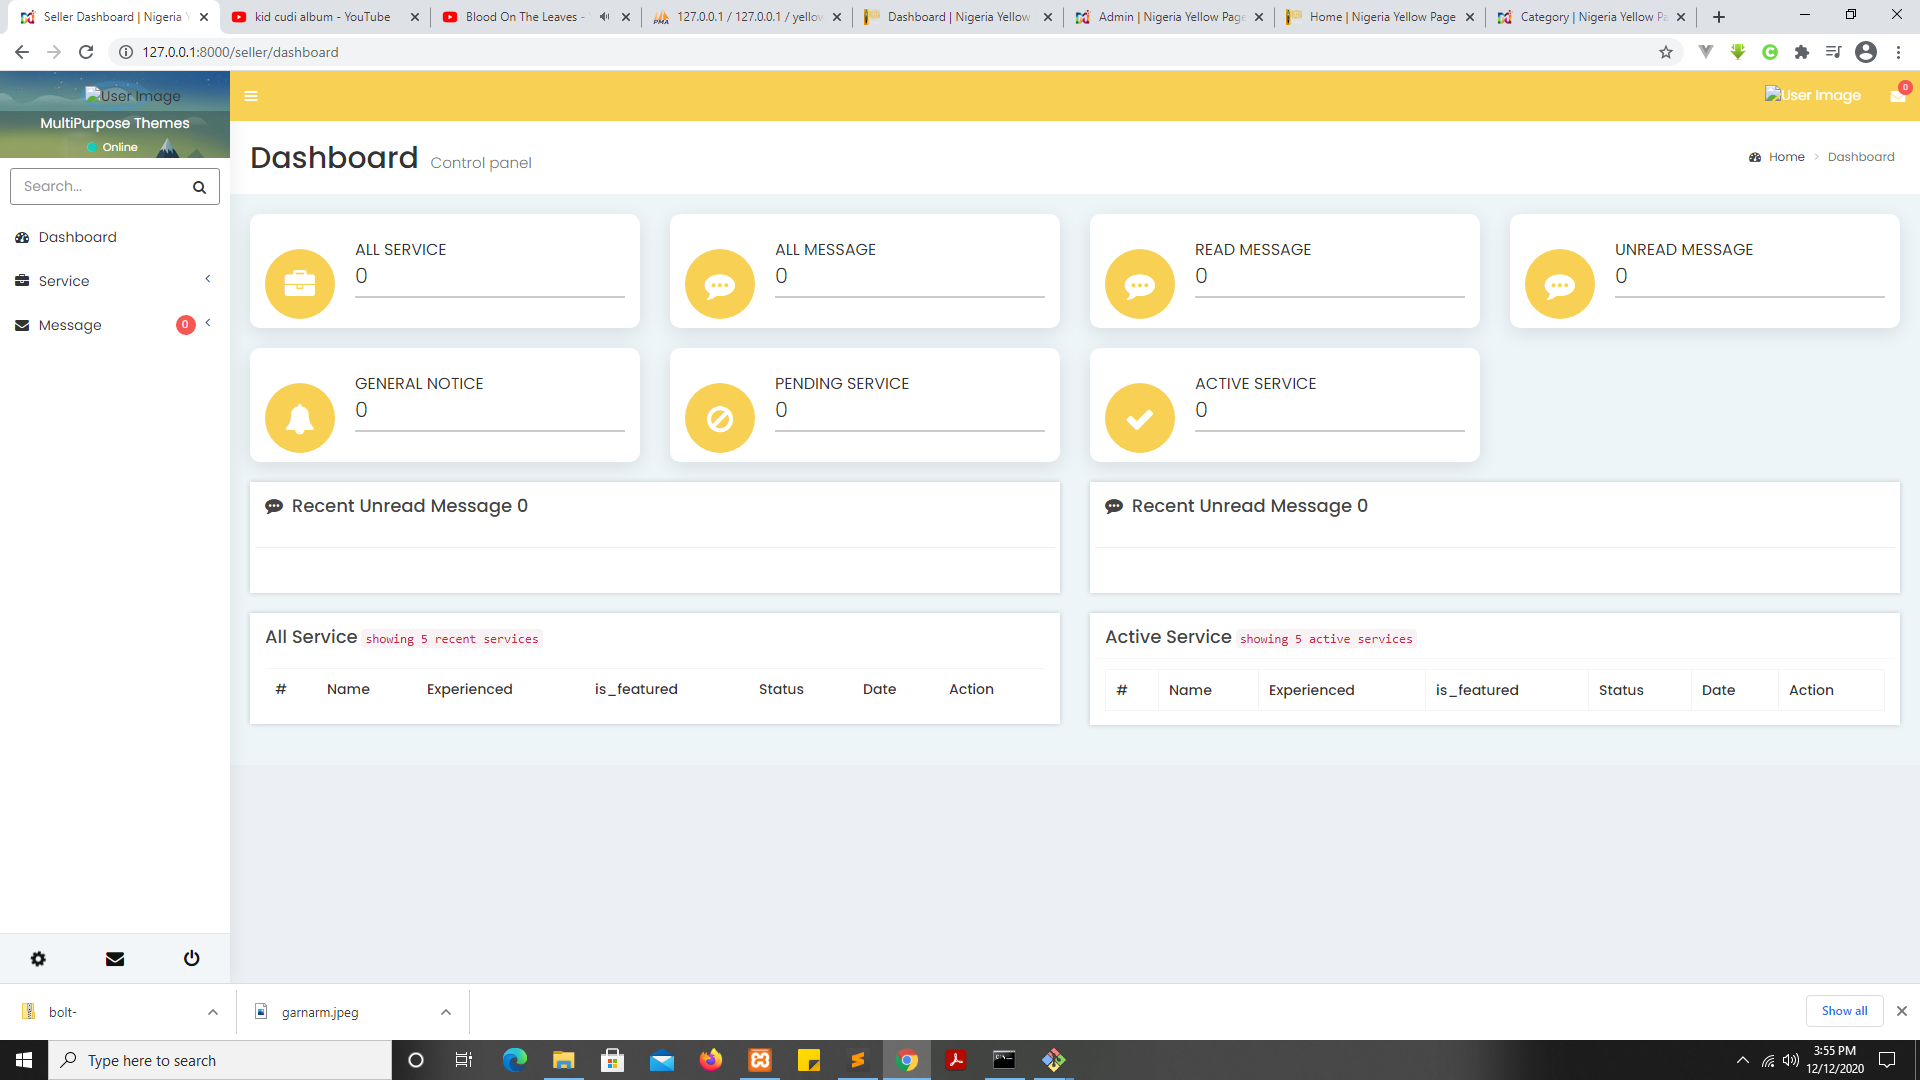 Seller Dashboard | Nigeria Y
kid cudi album - YouTube
Blood On The Leaves -
127.0.0.1 / 127.0.0.1 / yellow
Dashboard | Nigeria Yellow
Admin | Nigeria Yellow Page
Home | Nigeria Yellow Page
Category | Nigeria Yellow Pa
127.0.0.1:8000/seller/dashboard
User Image
MultiPurpose Themes
Online
Search...
Dashboard
Service
Message 0
User Image
0
Dashboard Control panel
Home > Dashboard
ALL SERVICE
0
ALL MESSAGE
0
READ MESSAGE
0
UNREAD MESSAGE
0
GENERAL NOTICE
0
PENDING SERVICE
0
ACTIVE SERVICE
0
Recent Unread Message 0
Recent Unread Message 0
All Service showing 5 recent services
# Name Experienced is_featured Status Date Action
Active Service showing 5 active services
# Name Experienced is_featured Status Date Action
bolt-
garnarm.jpeg
Show all
Type here to search
3:55 PM
12/12/2020